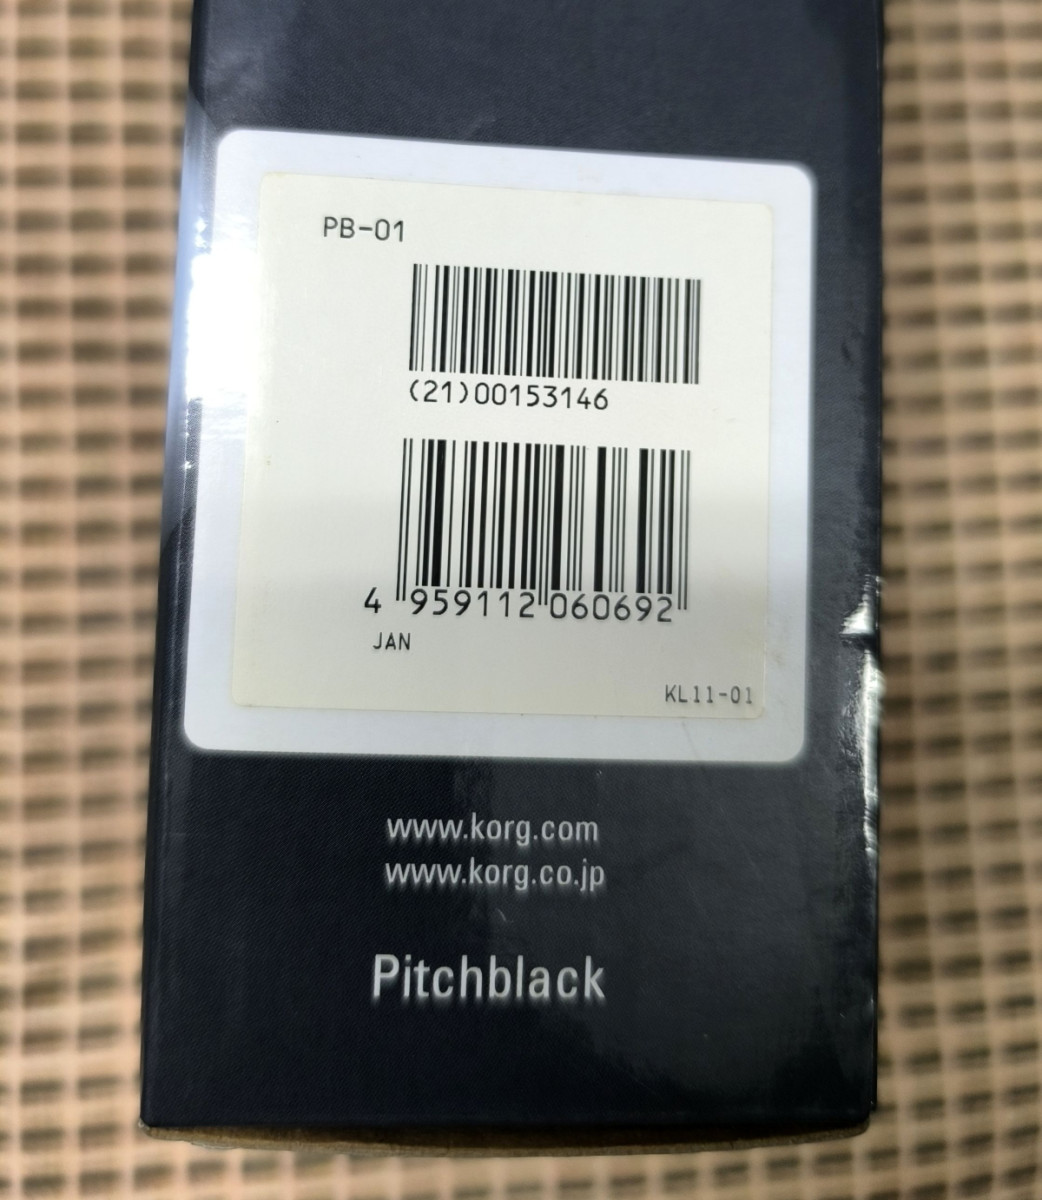 PB-01
(21)00153146
4 959112 060692
JAN
KL11-01
www.korg.com
www.korg.co.jp
Pitchblack